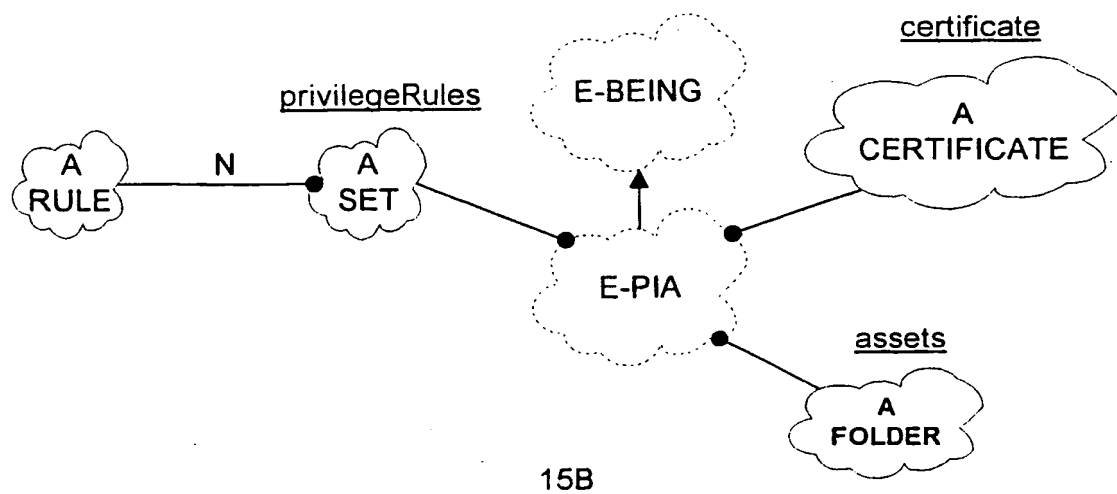 certificate
E-BEING
A
CERTIFICATE
privilegeRules
A
RULE
N
A
SET
E-PIA
assets
A
FOLDER
15B